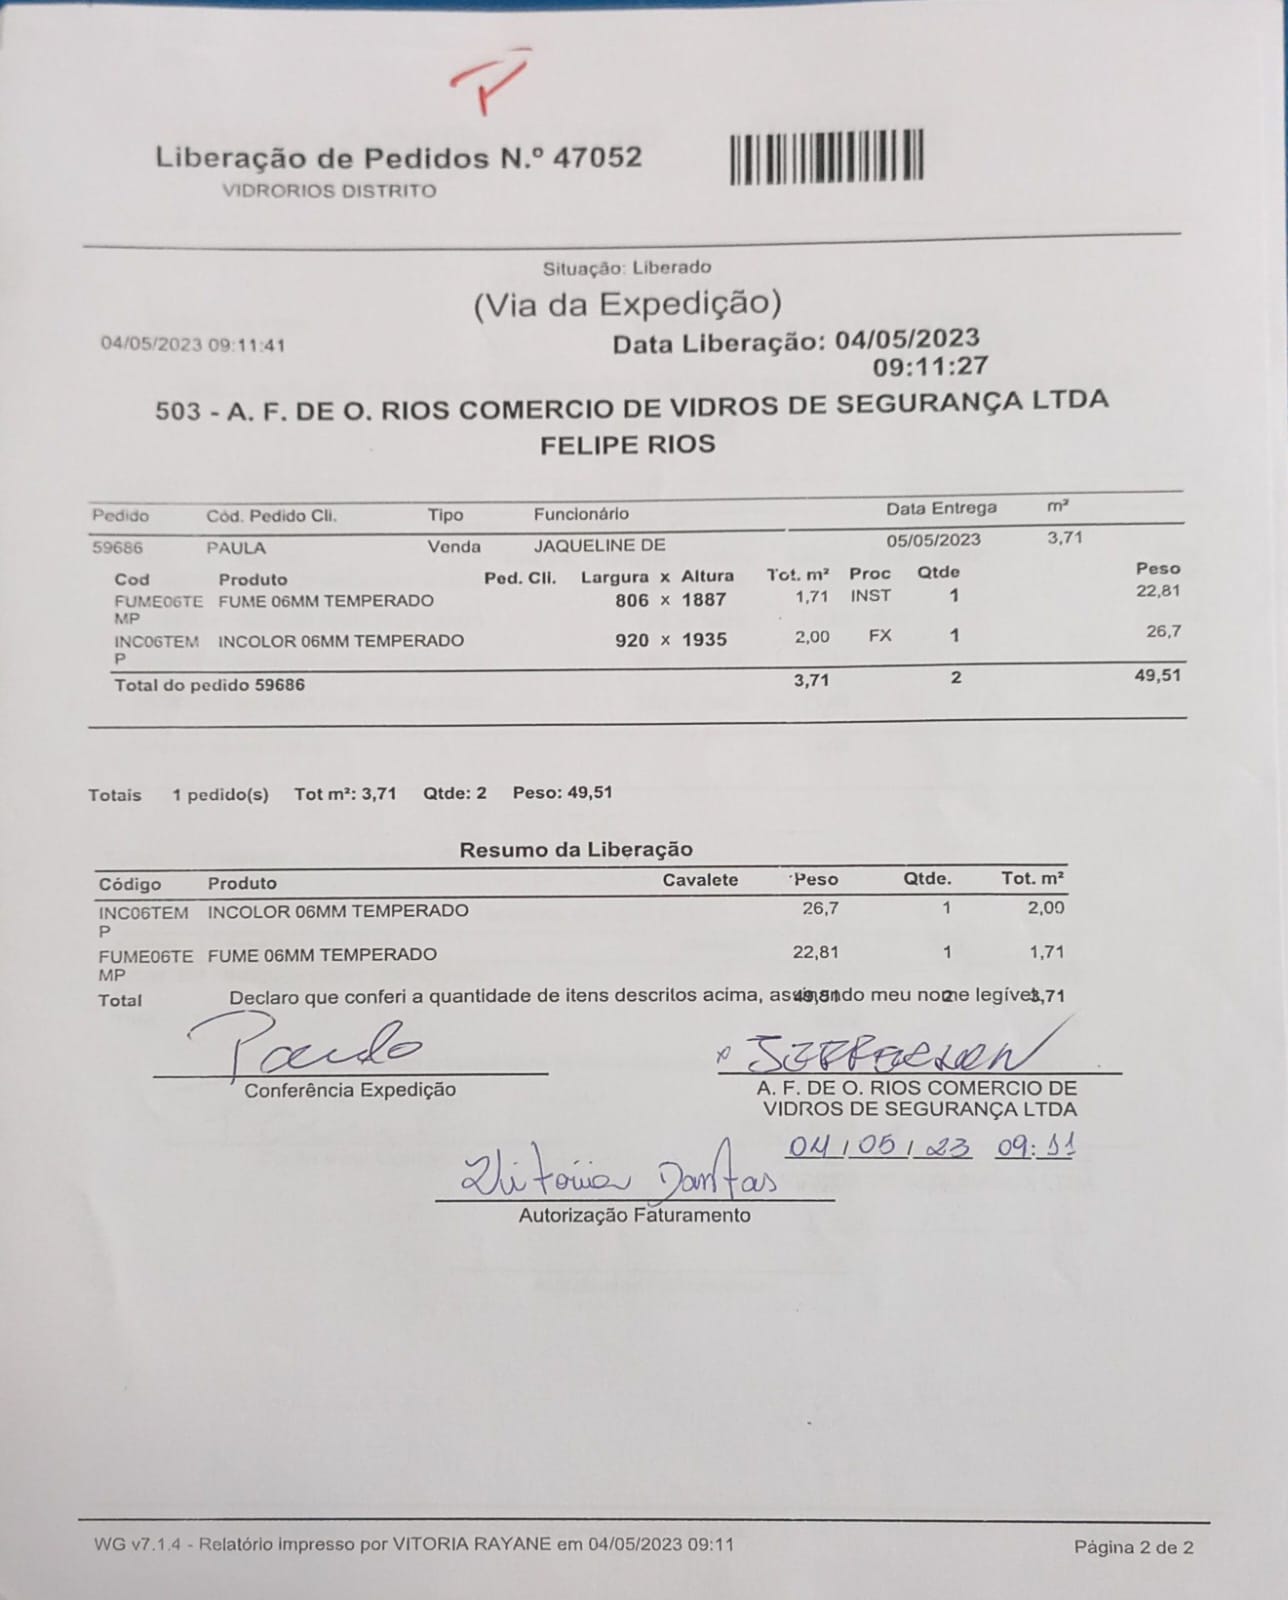 Liberação de Pedidos N.º 47052
VIDRORIOS DISTRITO
Situação: Liberado
(Via da Expedição)
04/05/2023 09:11:41 Data Liberação: 04/05/2023
09:11:27
503 - A. F. DE O. RIOS COMERCIO DE VIDROS DE SEGURANÇA LTDA
FELIPE RIOS
Pedido Cód. Pedido Cli. Tipo Funcionário Data Entrega m²
59686 PAULA Venda JAQUELINE DE 05/05/2023 3,71
Cod Produto Ped. Cli. Largura x Altura Tot. m² Proc Qtde Peso
FUME06TE FUME 06MM TEMPERADO 806 x 1887 1,71 INST 1 22,81
MP
INC06TEM INCOLOR 06MM TEMPERADO 920 x 1935 2,00 FX 1 26,7
P
Total do pedido 59686 3,71 2 49,51
Totais 1 pedido(s) Tot m²: 3,71 Qtde: 2 Peso: 49,51
Resumo da Liberação
Código Produto Cavalete Peso Qtde. Tot. m²
INC06TEM INCOLOR 06MM TEMPERADO 26,7 1 2,00
P
FUME06TE FUME 06MM TEMPERADO 22,81 1 1,71
MP
Total Declaro que conferi a quantidade de itens descritos acima, assinando meu nome legível. 49,51 2 3,71
Paulo JEFFERSON
Conferência Expedição A. F. DE O. RIOS COMERCIO DE
VIDROS DE SEGURANÇA LTDA
04/05/23 09:11
Vitória Dantas
Autorização Faturamento
WG v7.1.4 - Relatório impresso por VITORIA RAYANE em 04/05/2023 09:11 Página 2 de 2